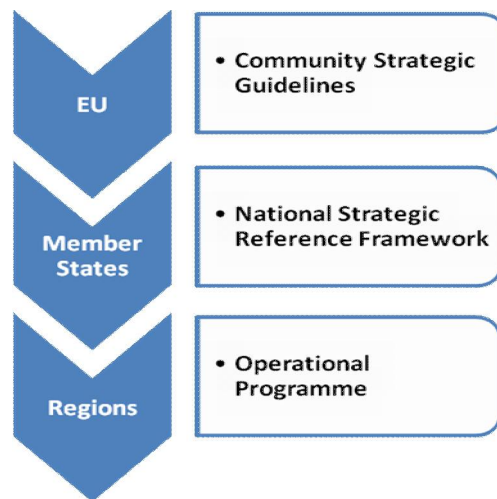 EU
• Community Strategic
Guidelines
Member
States
• National Strategic
Reference Framework
Regions
• Operational
Programme